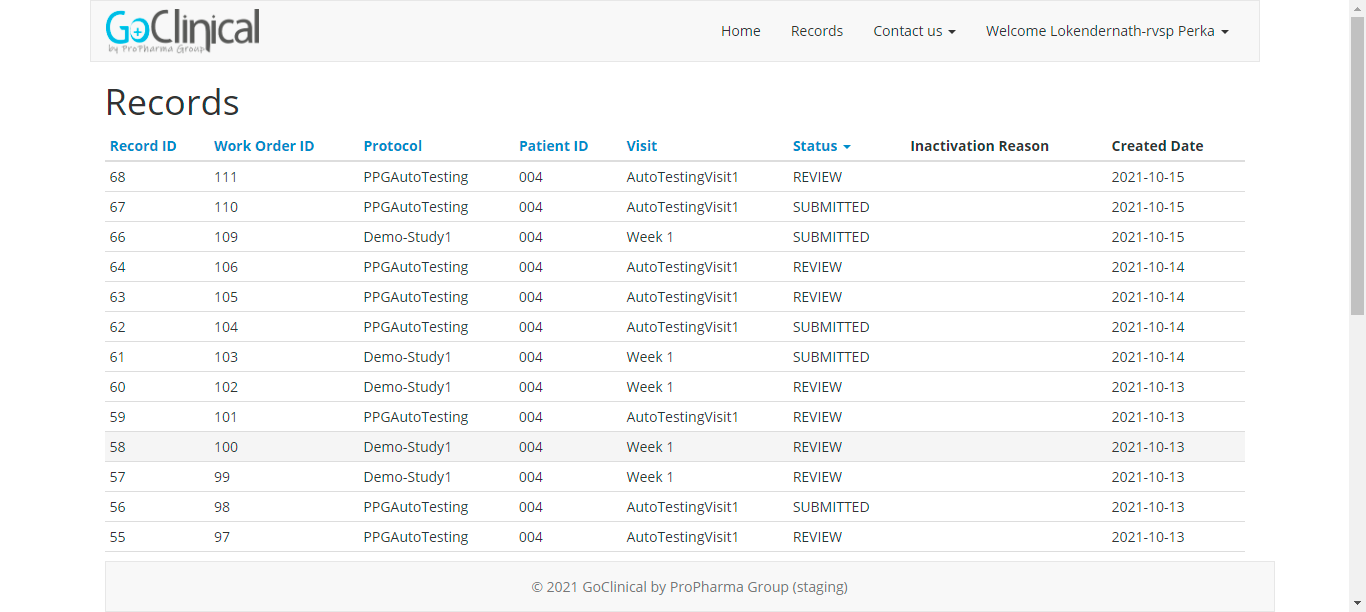 GoClinical
by ProPharma Group
Home Records Contact us Welcome Lokendernath-rvsp Perka
Records
Record ID Work Order ID Protocol Patient ID Visit Status Inactivation Reason Created Date
68 111 PPGAutoTesting 004 AutoTestingVisit1 REVIEW 2021-10-15
67 110 PPGAutoTesting 004 AutoTestingVisit1 SUBMITTED 2021-10-15
66 109 Demo-Study1 004 Week 1 SUBMITTED 2021-10-15
64 106 PPGAutoTesting 004 AutoTestingVisit1 REVIEW 2021-10-14
63 105 PPGAutoTesting 004 AutoTestingVisit1 REVIEW 2021-10-14
62 104 PPGAutoTesting 004 AutoTestingVisit1 SUBMITTED 2021-10-14
61 103 Demo-Study1 004 Week 1 SUBMITTED 2021-10-14
60 102 Demo-Study1 004 Week 1 REVIEW 2021-10-13
59 101 PPGAutoTesting 004 AutoTestingVisit1 REVIEW 2021-10-13
58 100 Demo-Study1 004 Week 1 REVIEW 2021-10-13
57 99 Demo-Study1 004 Week 1 REVIEW 2021-10-13
56 98 PPGAutoTesting 004 AutoTestingVisit1 SUBMITTED 2021-10-13
55 97 PPGAutoTesting 004 AutoTestingVisit1 REVIEW 2021-10-13
© 2021 GoClinical by ProPharma Group (staging)